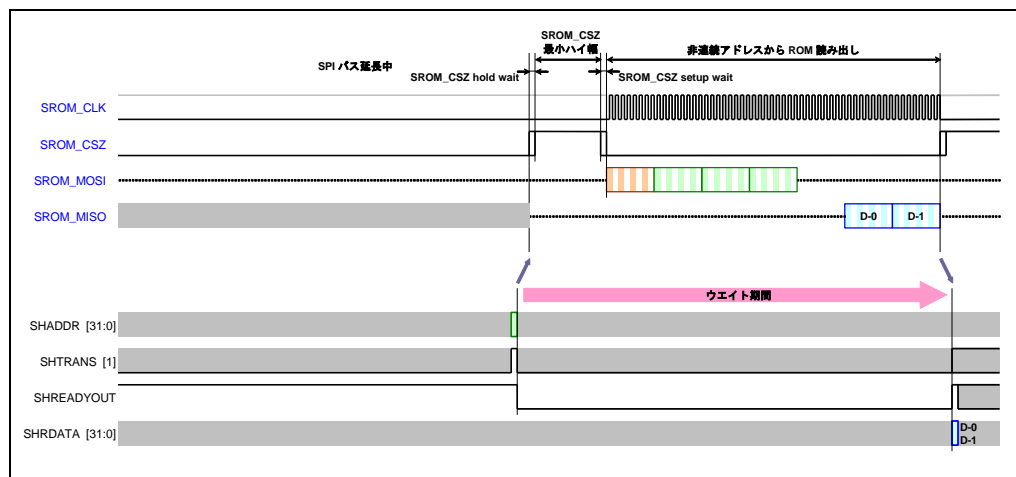 SROM_CSZ
最小ハイ幅
非連続アドレスから ROM 読み出し
SPI バス延長中
SROM_CSZ hold wait
SROM_CSZ setup wait
SROM_CLK
SROM_CSZ
SROM_MOSI
SROM_MISO
D-0
D-1
ウエイト期間
SHADDR [31:0]
SHTRANS [1]
SHREADYOUT
SHRDATA [31:0]
D-0
D-1